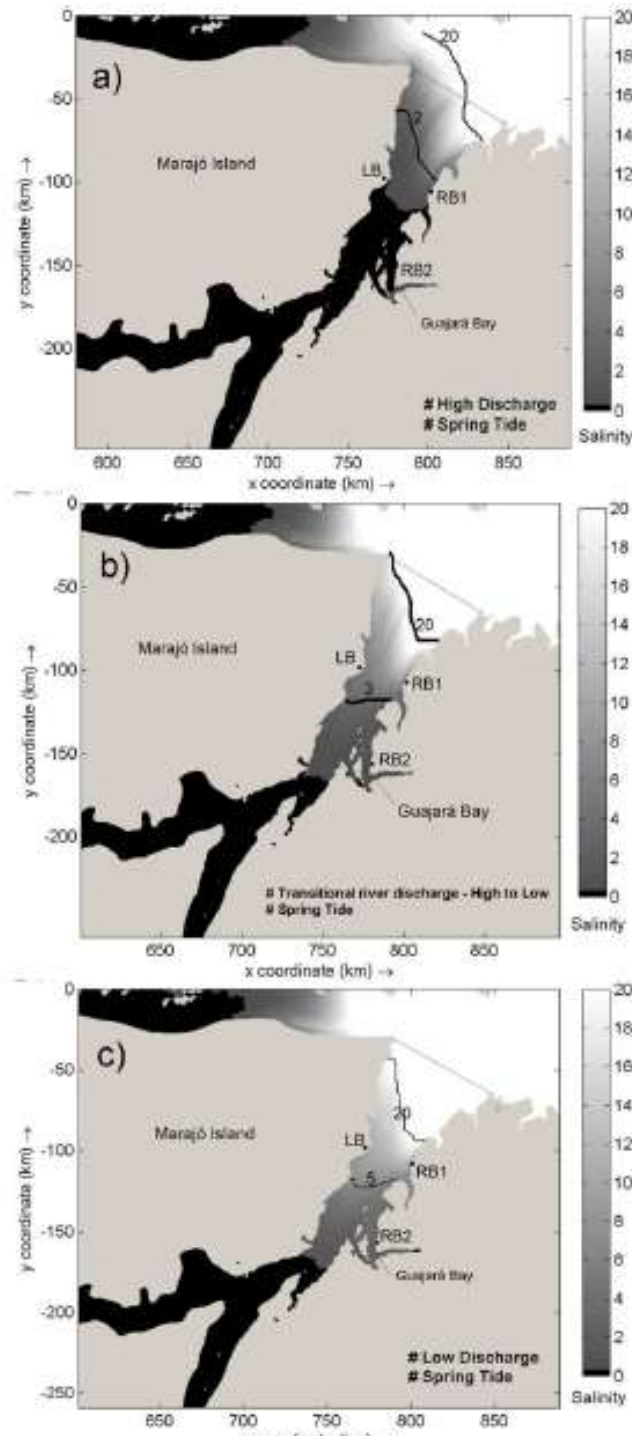 a)
0
-50
-100
-150
-200
y coordinate (km) →
600
650
700
750
800
850
x coordinate (km) →
Marajó Island
20
2
LB
RB1
RB2
Guajará Bay
# High Discharge
# Spring Tide
20
18
16
14
12
10
8
6
4
2
0
Salinity
b)
0
-50
-100
-150
-200
y coordinate (km) →
650
700
750
800
850
x coordinate (km) →
Marajó Island
20
LB
RB1
RB2
Guajará Bay
# Transitional river discharge - High to Low
# Spring Tide
20
18
16
14
12
10
8
6
4
2
0
Salinity
c)
0
-50
-100
-150
-200
-250
y coordinate (km) →
650
700
750
800
850
Marajó Island
20
LB
5
RB1
RB2
Guajará Bay
# Low Discharge
# Spring Tide
20
18
16
14
12
10
8
6
4
2
0
Salinity